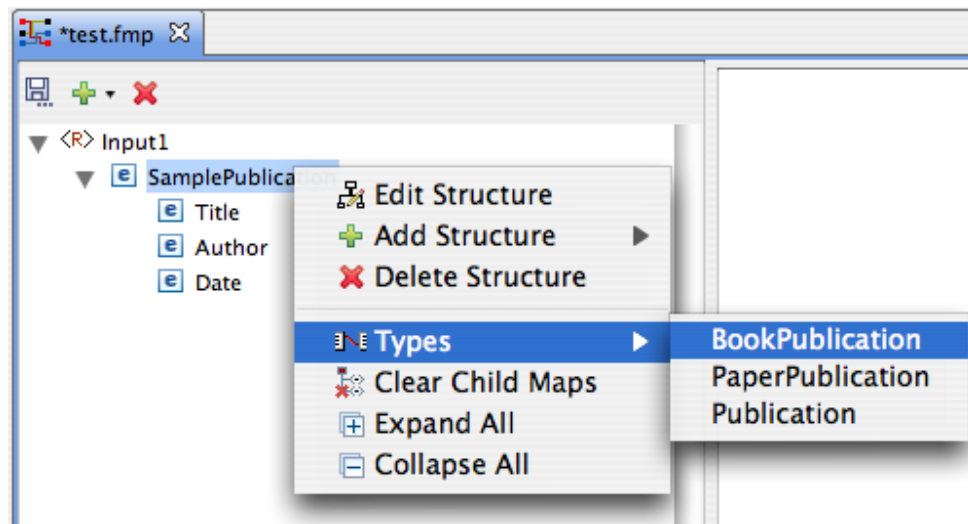 *test.fmp
<R> Input1
e SamplePublication
e Title
e Author
e Date
Edit Structure
Add Structure
Delete Structure
Types
Clear Child Maps
Expand All
Collapse All
BookPublication
PaperPublication
Publication